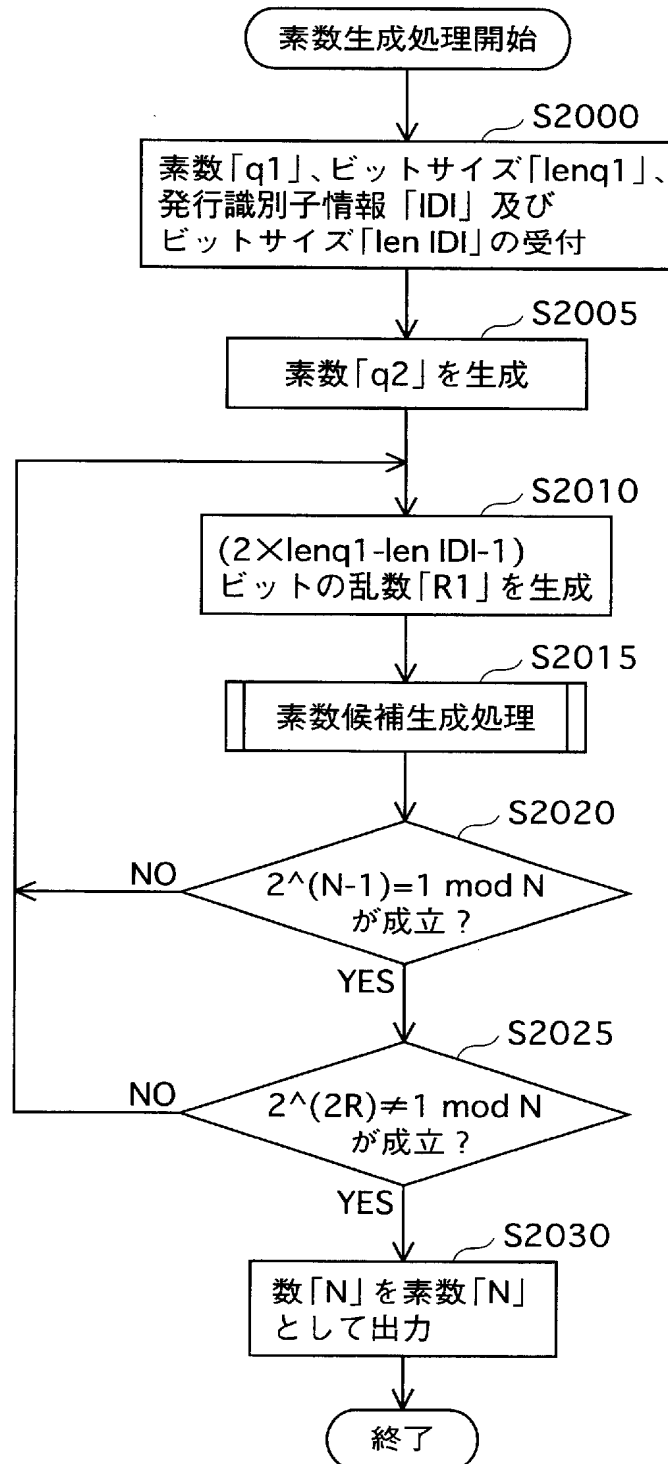 素数生成処理開始
S2000
素数「q1」、ビットサイズ「lenq1」、
発行識別子情報「IDI」及び
ビットサイズ「len IDI」の受付
S2005
素数「q2」を生成
S2010
(2×lenq1-len IDI-1)
ビットの乱数「R1」を生成
S2015
素数候補生成処理
S2020
2^(N-1)=1 mod N
が成立?
NO
YES
S2025
2^(2R)≠1 mod N
が成立?
NO
YES
S2030
数「N」を素数「N」
として出力
終了